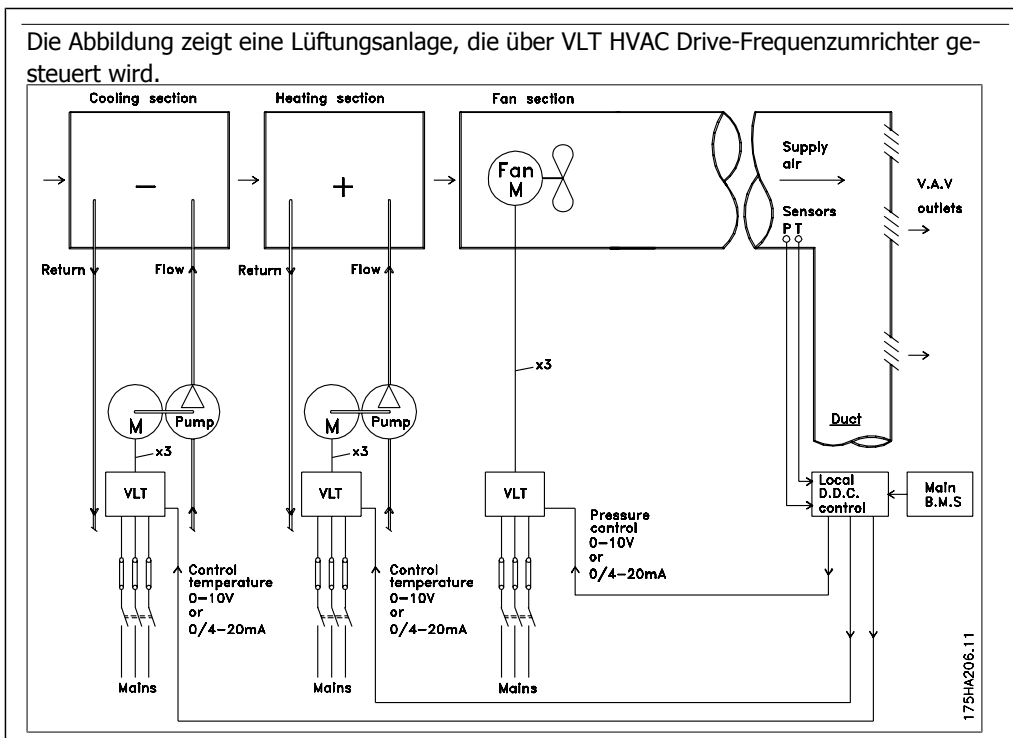 Die Abbildung zeigt eine Lüftungsanlage, die über VLT HVAC Drive-Frequenzumrichter ge-
steuert wird.
Cooling section
Heating section
Fan section
-
+
Fan
M
Supply
air
Sensors
P T
V.A.V
outlets
Return
Flow
Return
Flow
x3
M
Pump
M
Pump
Duct
x3
x3
VLT
VLT
VLT
Local
D.D.C.
control
Main
B.M.S
Pressure
control
0-10V
or
0/4-20mA
Control
temperature
0-10V
or
0/4-20mA
Control
temperature
0-10V
or
0/4-20mA
Mains
Mains
Mains
175HA206.11